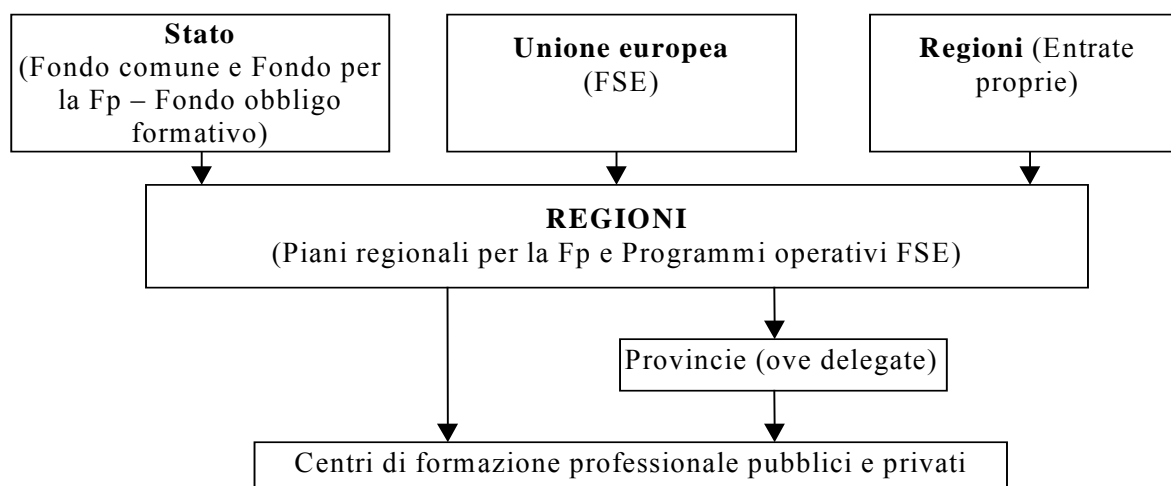 Stato
(Fondo comune e Fondo per
la Fp – Fondo obbligo
formativo)
Unione europea
(FSE)
Regioni (Entrate
proprie)
REGIONI
(Piani regionali per la Fp e Programmi operativi FSE)
Provincie (ove delegate)
Centri di formazione professionale pubblici e privati